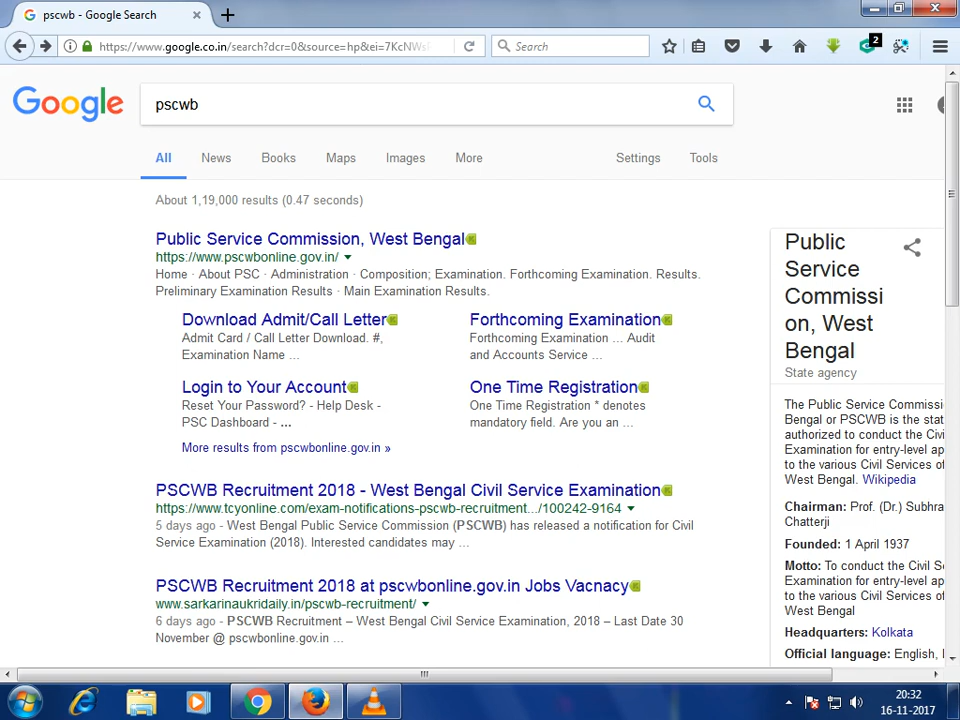 pscwb - Google Search
https://www.google.co.in/search?dcr=0&source=hp&ei=7KcNWs
Search
2
Google
pscwb
All News Books Maps Images More Settings Tools
About 1,19,000 results (0.47 seconds)
Public Service Commission, West Bengal
https://www.pscwbonline.gov.in/
Home · About PSC · Administration · Composition; Examination. Forthcoming Examination. Results.
Preliminary Examination Results · Main Examination Results.
Download Admit/Call Letter
Admit Card / Call Letter Download. #,
Examination Name ...
Forthcoming Examination
Forthcoming Examination ... Audit
and Accounts Service ...
Login to Your Account
Reset Your Password? - Help Desk -
PSC Dashboard - ...
One Time Registration
One Time Registration * denotes
mandatory field. Are you an ...
More results from pscwbonline.gov.in »
PSCWB Recruitment 2018 - West Bengal Civil Service Examination
https://www.tcyonline.com/exam-notifications-pscwb-recruitment.../100242-9164
5 days ago - West Bengal Public Service Commission (PSCWB) has released a notification for Civil
Service Examination (2018). Interested candidates may ...
PSCWB Recruitment 2018 at pscwbonline.gov.in Jobs Vacnacy
www.sarkarinaukridaily.in/pscwb-recruitment/
6 days ago - PSCWB Recruitment – West Bengal Civil Service Examination, 2018 – Last Date 30
November @ pscwbonline.gov.in ...
Public
Service
Commissi
on, West
Bengal
State agency
The Public Service Commissi
Bengal or PSCWB is the stat
authorized to conduct the Civi
Examination for entry-level ap
to the various Civil Services of
West Bengal. Wikipedia
Chairman: Prof. (Dr.) Subhra
Chatterji
Founded: 1 April 1937
Motto: To conduct the Civil S
Examination for entry-level ap
to the various Civil Services of
West Bengal
Headquarters: Kolkata
Official language: English,
20:32
16-11-2017